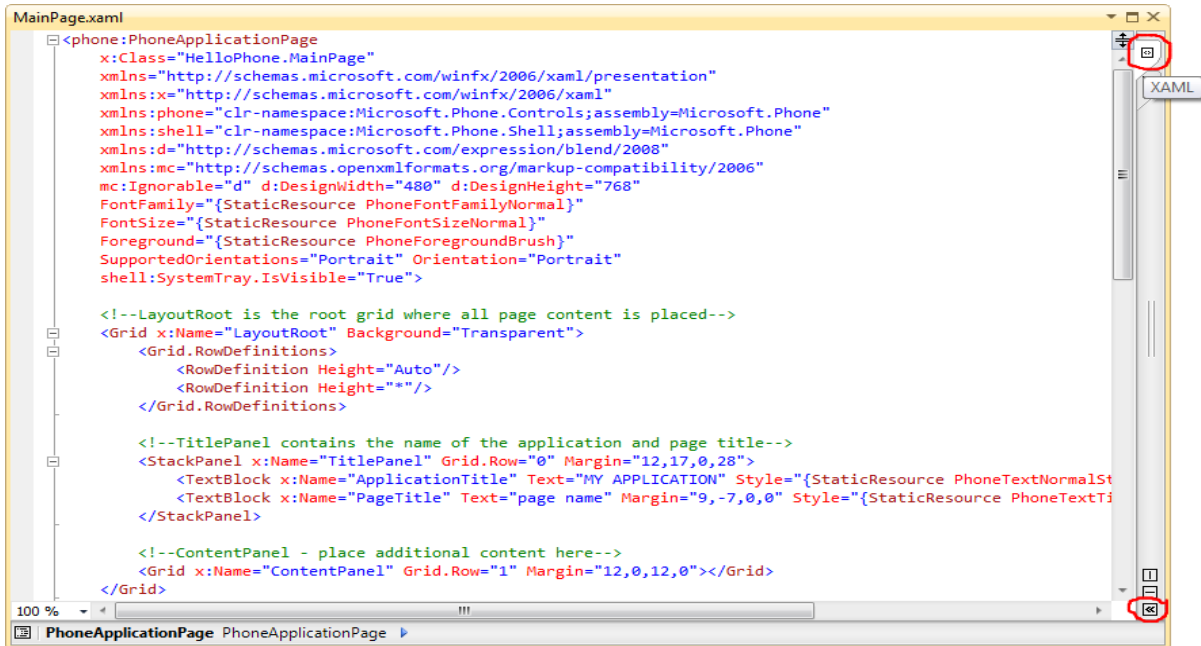 MainPage.xaml
<phone:PhoneApplicationPage
x:Class="HelloPhone.MainPage"
xmlns="http://schemas.microsoft.com/winfx/2006/xaml/presentation"
xmlns:x="http://schemas.microsoft.com/winfx/2006/xaml"
xmlns:phone="clr-namespace:Microsoft.Phone.Controls;assembly=Microsoft.Phone"
xmlns:shell="clr-namespace:Microsoft.Phone.Shell;assembly=Microsoft.Phone"
xmlns:d="http://schemas.microsoft.com/expression/blend/2008"
xmlns:mc="http://schemas.openxmlformats.org/markup-compatibility/2006"
mc:Ignorable="d" d:DesignWidth="480" d:DesignHeight="768"
FontFamily="{StaticResource PhoneFontFamilyNormal}"
FontSize="{StaticResource PhoneFontSizeNormal}"
Foreground="{StaticResource PhoneForegroundBrush}"
SupportedOrientations="Portrait" Orientation="Portrait"
shell:SystemTray.IsVisible="True">
<!--LayoutRoot is the root grid where all page content is placed-->
<Grid x:Name="LayoutRoot" Background="Transparent">
<Grid.RowDefinitions>
<RowDefinition Height="Auto"/>
<RowDefinition Height="*"/>
</Grid.RowDefinitions>
<!--TitlePanel contains the name of the application and page title-->
<StackPanel x:Name="TitlePanel" Grid.Row="0" Margin="12,17,0,28">
<TextBlock x:Name="ApplicationTitle" Text="MY APPLICATION" Style="{StaticResource PhoneTextNormalSt
<TextBlock x:Name="PageTitle" Text="page name" Margin="9,-7,0,0" Style="{StaticResource PhoneTextTi
</StackPanel>
<!--ContentPanel - place additional content here-->
<Grid x:Name="ContentPanel" Grid.Row="1" Margin="12,0,12,0"></Grid>
</Grid>
XAML
100 %
PhoneApplicationPage PhoneApplicationPage